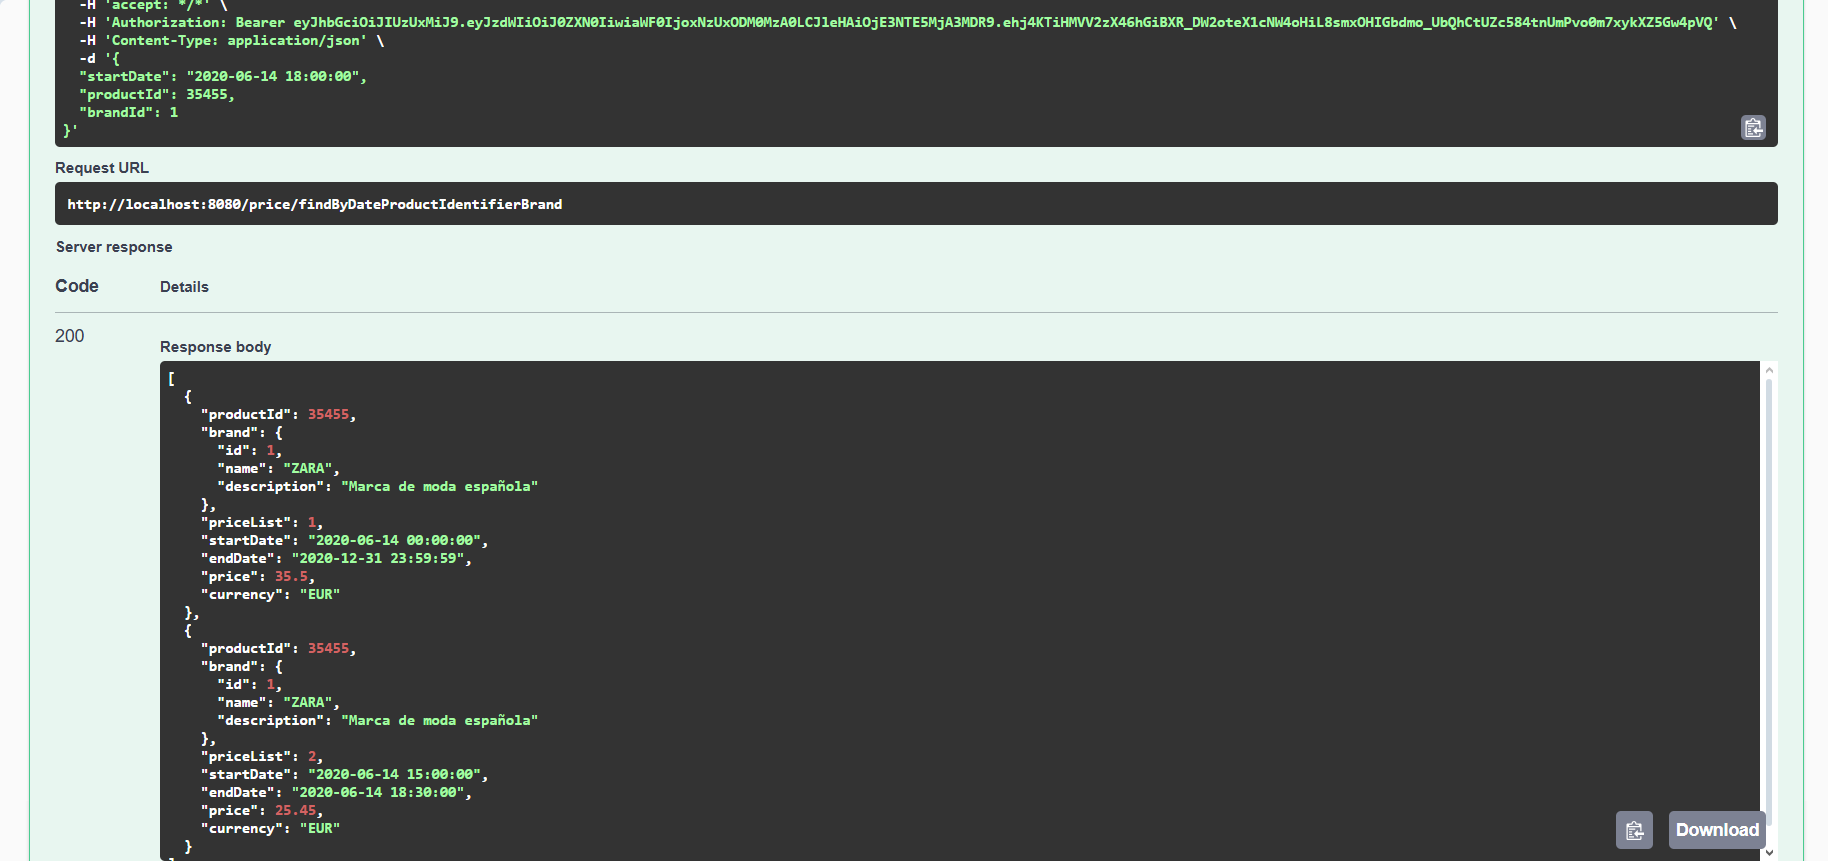 -H 'accept: */*' \
-H 'Authorization: Bearer eyJhbGciOiJIUzUxMiJ9.eyJzdWIiOiJ0ZXN0IiwiaWF0IjoxNzUxODM0MzA0LCJ1eHAiOjE3NTE5MjA3MDR9.ehj4KTiHMVV2zX46hGiBXR_DW2oteX1cNW4oHiL8smxOHIGbdmo_UbQhCtUZc584tnUmPvo0m7xykXZ5Gw4pVQ' \
-H 'Content-Type: application/json' \
-d '{
"startDate": "2020-06-14 18:00:00",
"productId": 35455,
"brandId": 1
}'
Request URL
http://localhost:8080/price/findByDateProductIdentifierBrand
Server response
Code Details
200
Response body
[
{
"productId": 35455,
"brand": {
"id": 1,
"name": "ZARA",
"description": "Marca de moda española"
},
"priceList": 1,
"startDate": "2020-06-14 00:00:00",
"endDate": "2020-12-31 23:59:59",
"price": 35.5,
"currency": "EUR"
},
{
"productId": 35455,
"brand": {
"id": 1,
"name": "ZARA",
"description": "Marca de moda española"
},
"priceList": 2,
"startDate": "2020-06-14 15:00:00",
"endDate": "2020-06-14 18:30:00",
"price": 25.45,
"currency": "EUR"
}
Download